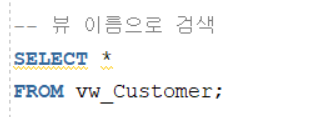 -- 뷰 이름으로 검색
SELECT *
FROM vw_Customer;